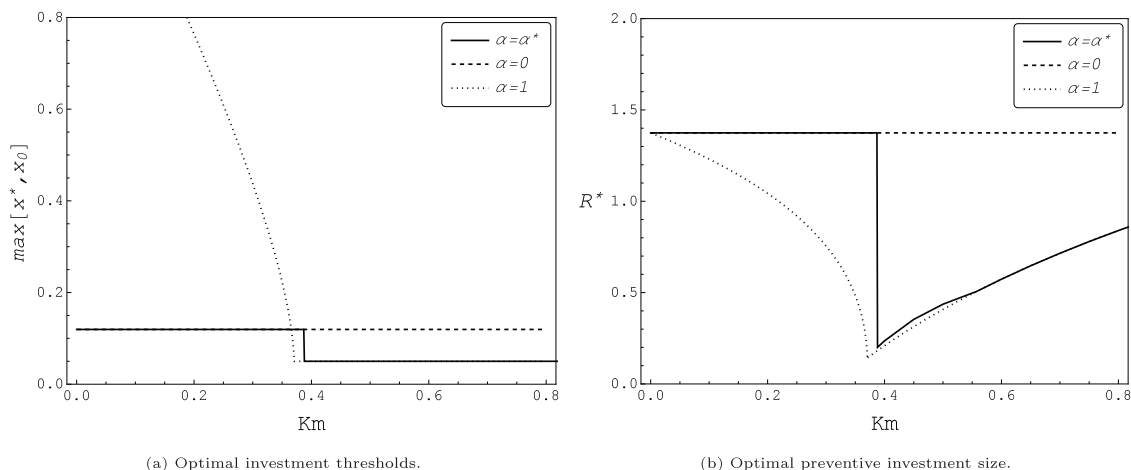 0.8
0.6
0.4
0.2
0.0
max[x*,x0]
0.0 0.2 0.4 0.6 0.8
Km
α=α*
α=0
α=1
(a) Optimal investment thresholds.
2.0
1.5
1.0
0.5
0.0
R*
0.0 0.2 0.4 0.6 0.8
Km
α=α*
α=0
α=1
(b) Optimal preventive investment size.